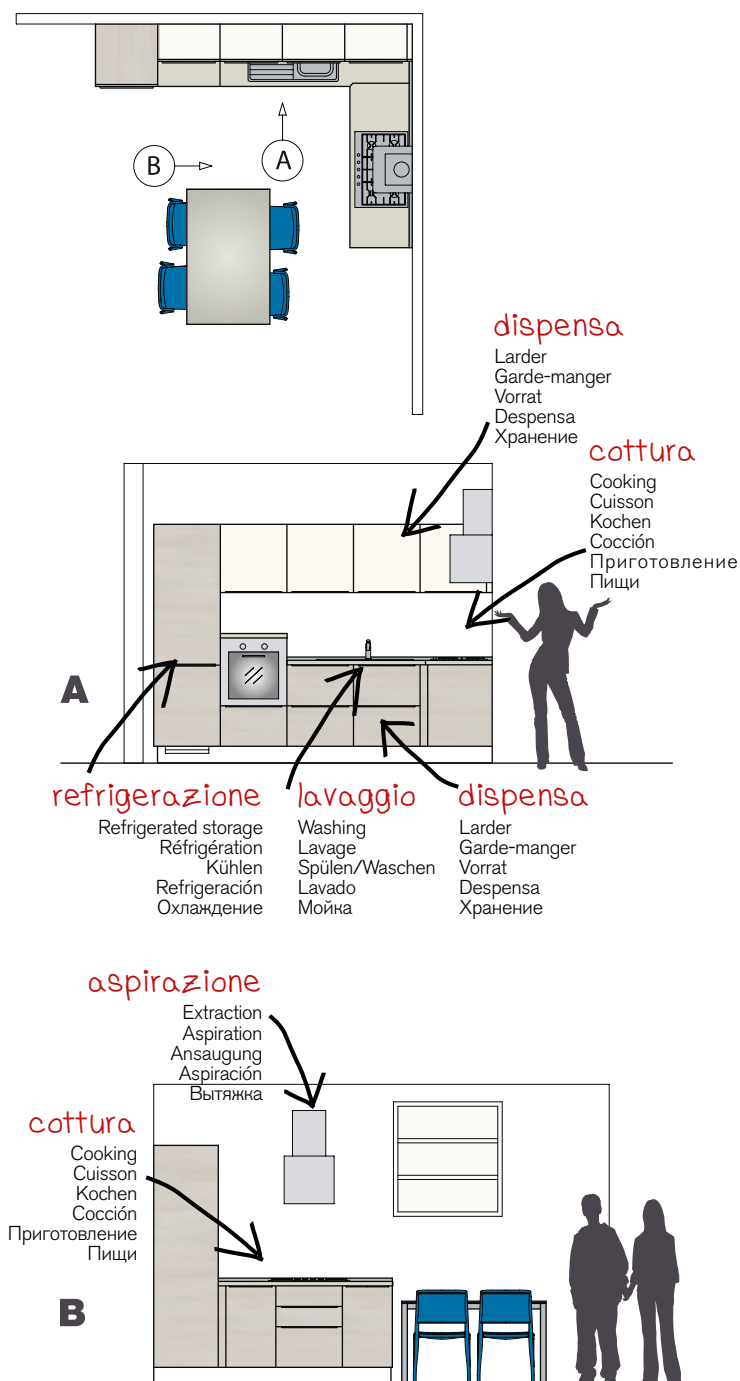 B
A
dispensa
Larder
Garde-manger
Vorrat
Despensa
Хранение
cottura
Cooking
Cuisson
Kochen
Cocción
Приготовление
Пищи
A
refrigerazione
Refrigerated storage
Réfrigération
Kühlen
Refrigeración
Охлаждение
lavaggio
Washing
Lavage
Spülen/Waschen
Lavado
Мойка
dispensa
Larder
Garde-manger
Vorrat
Despensa
Хранение
aspirazione
Extraction
Aspiration
Ansaugung
Aspiración
Вытяжка
cottura
Cooking
Cuisson
Kochen
Cocción
Приготовление
Пищи
B